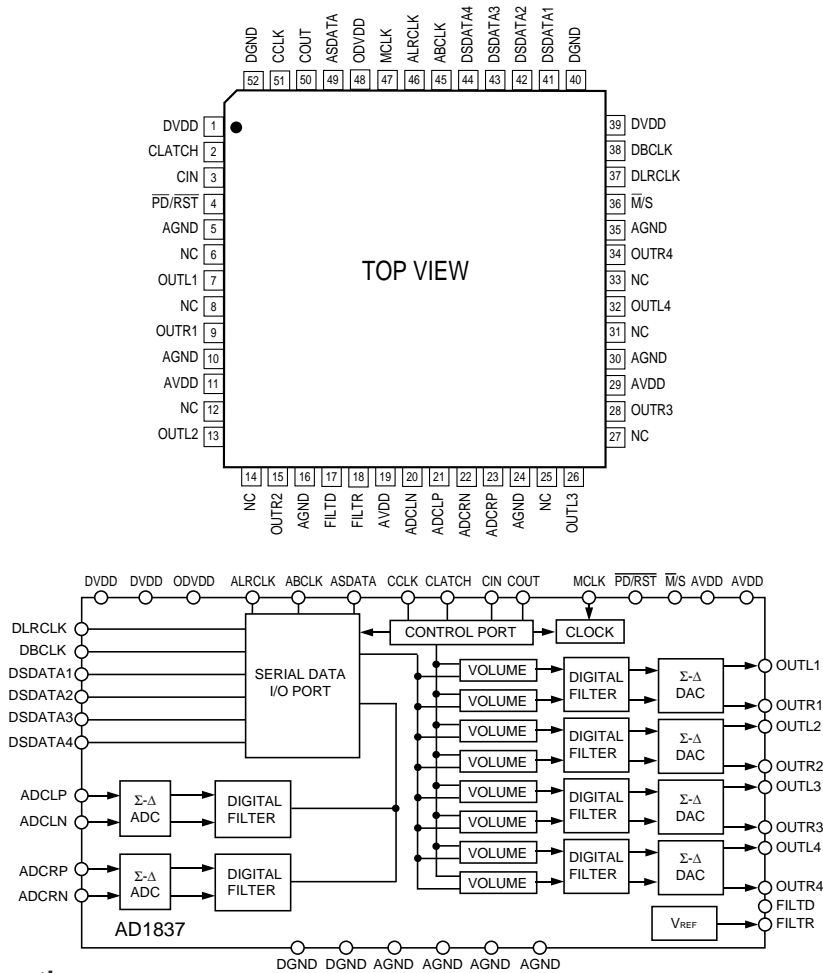 DGND CCLK COUT ASDATA ODVDD MCLK ALRCLK ABCLK DSDATA4 DSDATA3 DSDATA2 DSDATA1 DGND
52 51 50 49 48 47 46 45 44 43 42 41 40
DVDD 1
CLATCH 2
CIN 3
PD/RST 4
AGND 5
NC 6
OUTL1 7
NC 8
OUTR1 9
AGND 10
AVDD 11
NC 12
OUTL2 13
TOP VIEW
39 DVDD
38 DBCLK
37 DLRCLK
36 M/S
35 AGND
34 OUTR4
33 NC
32 OUTL4
31 NC
30 AGND
29 AVDD
28 OUTR3
27 NC
14 15 16 17 18 19 20 21 22 23 24 25 26
NC OUTR2 AGND FILTD FILTR AVDD ADCLN ADCLP ADCRN ADCRP AGND NC OUTL3
DVDD DVDD ODVDD ALRCLK ABCLK ASDATA CCLK CLATCH CIN COUT MCLK PD/RST M/S AVDD AVDD
DLRCLK
DBCLK
DSDATA1
DSDATA2
DSDATA3
DSDATA4
ADCLP
ADCLN
ADCRP
ADCRN
SERIAL DATA
I/O PORT
CONTROL PORT
CLOCK
Σ-Δ
ADC
DIGITAL
FILTER
Σ-Δ
ADC
DIGITAL
FILTER
VOLUME
VOLUME
DIGITAL
FILTER
Σ-Δ
DAC
OUTL1
OUTR1
VOLUME
VOLUME
DIGITAL
FILTER
Σ-Δ
DAC
OUTL2
OUTR2
VOLUME
VOLUME
DIGITAL
FILTER
Σ-Δ
DAC
OUTL3
OUTR3
VOLUME
VOLUME
DIGITAL
FILTER
Σ-Δ
DAC
OUTL4
OUTR4
FILTD
VREF
FILTR
AD1837
DGND DGND AGND AGND AGND AGND